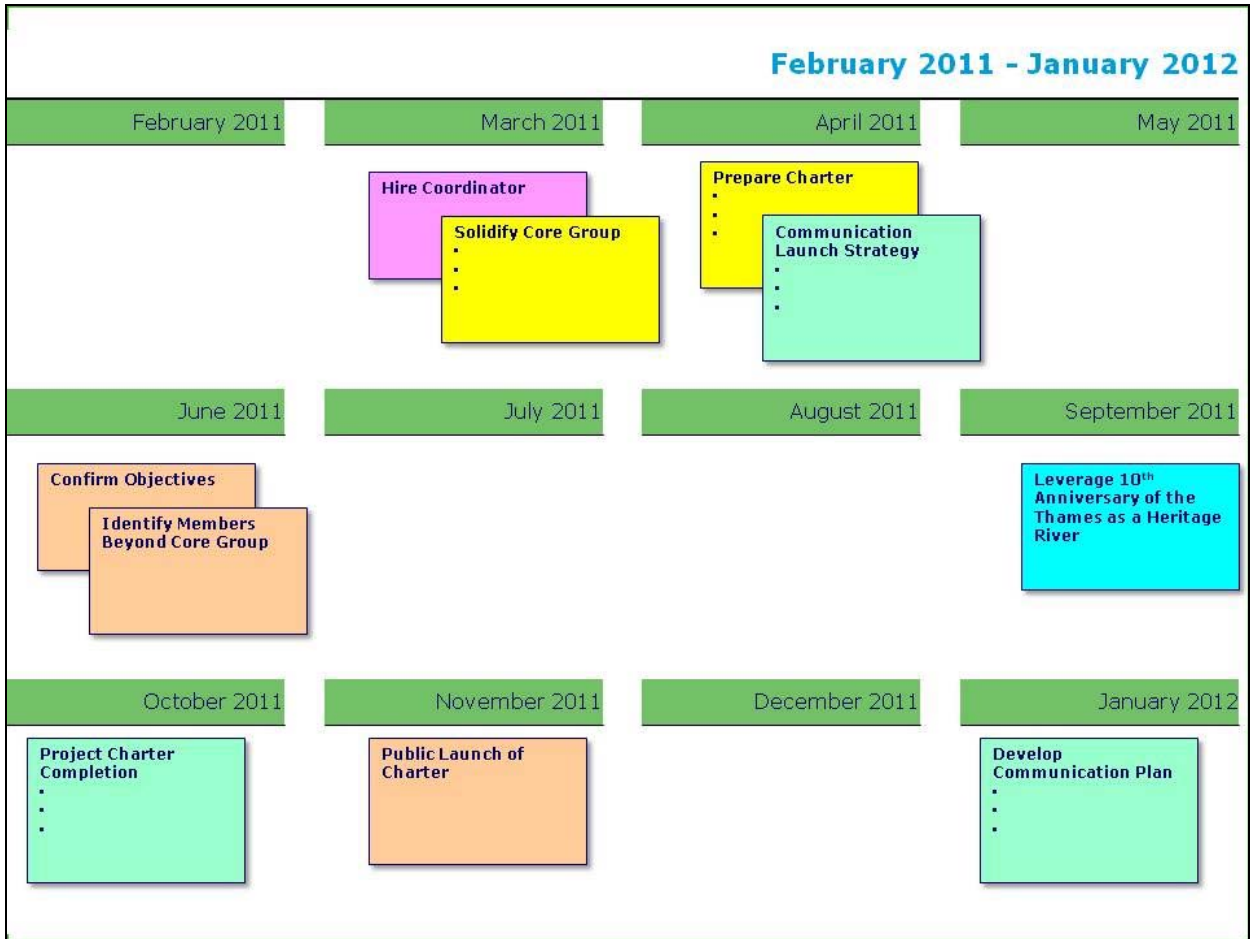 February 2011 - January 2012
February 2011
March 2011
April 2011
May 2011
Hire Coordinator
Solidify Core Group
Prepare Charter
Communication
Launch Strategy
June 2011
July 2011
August 2011
September 2011
Confirm Objectives
Identify Members
Beyond Core Group
Leverage 10th
Anniversary of the
Thames as a Heritage
River
October 2011
November 2011
December 2011
January 2012
Project Charter
Completion
Public Launch of
Charter
Develop
Communication Plan